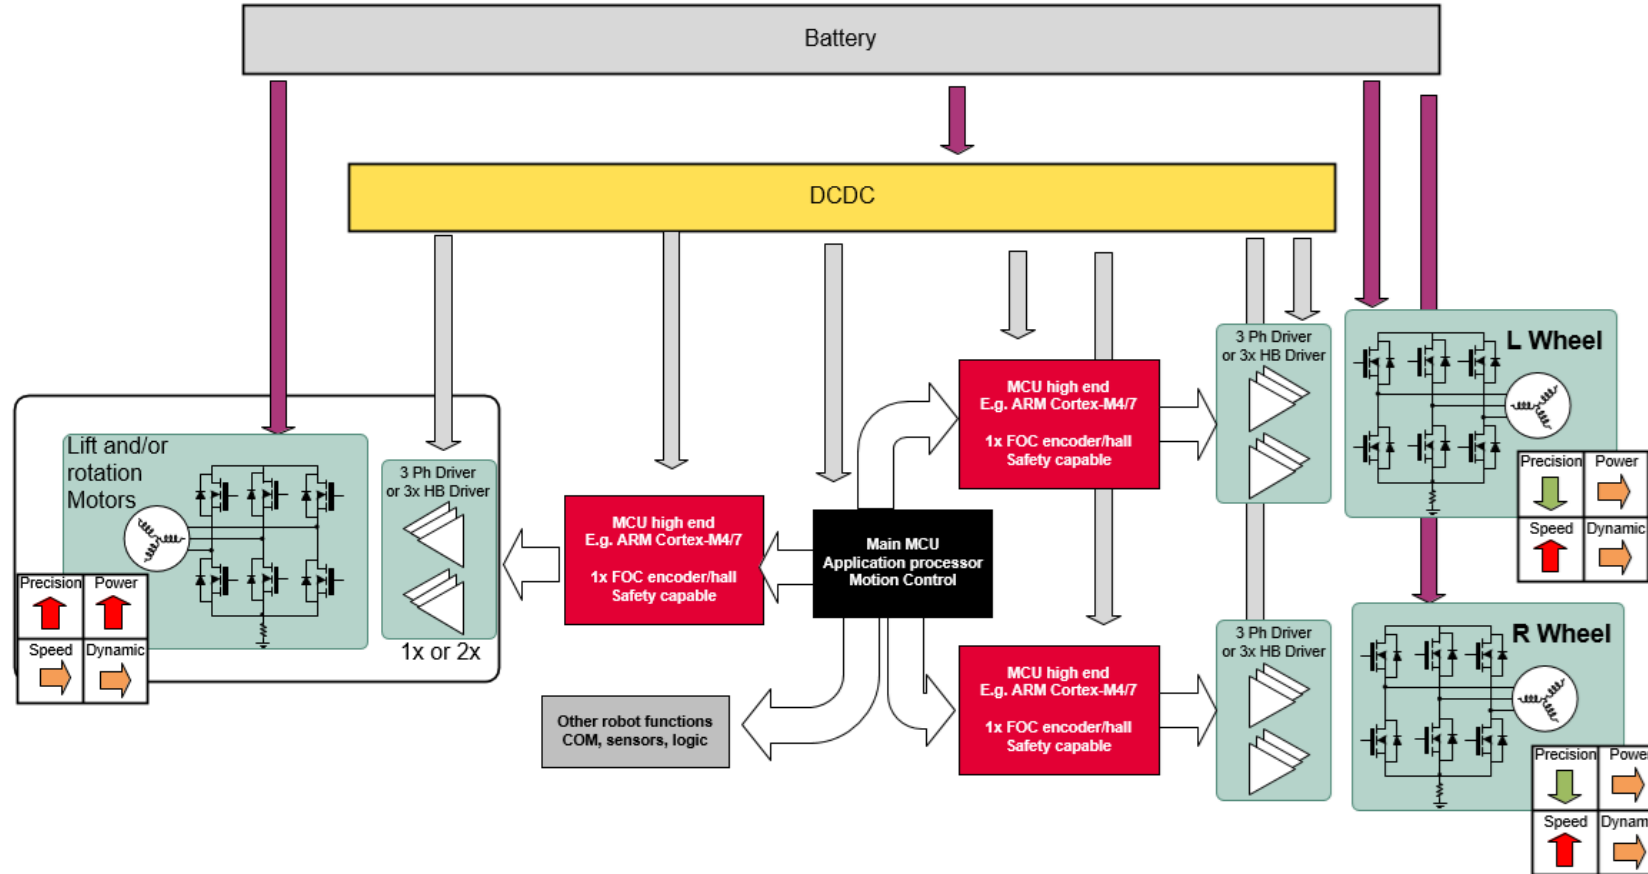 Battery
DCDC
Lift and/or
rotation
Motors
Precision
Power
Speed
Dynamic
3 Ph Driver
or 3x HB Driver
1x or 2x
MCU high end
E.g. ARM Cortex-M4/7
1x FOC encoder/hall
Safety capable
Main MCU
Application processor
Motion Control
Other robot functions
COM, sensors, logic
MCU high end
E.g. ARM Cortex-M4/7
1x FOC encoder/hall
Safety capable
3 Ph Driver
or 3x HB Driver
L Wheel
Precision
Power
Speed
Dynamic
MCU high end
E.g. ARM Cortex-M4/7
1x FOC encoder/hall
Safety capable
3 Ph Driver
or 3x HB Driver
R Wheel
Precision
Power
Speed
Dynam